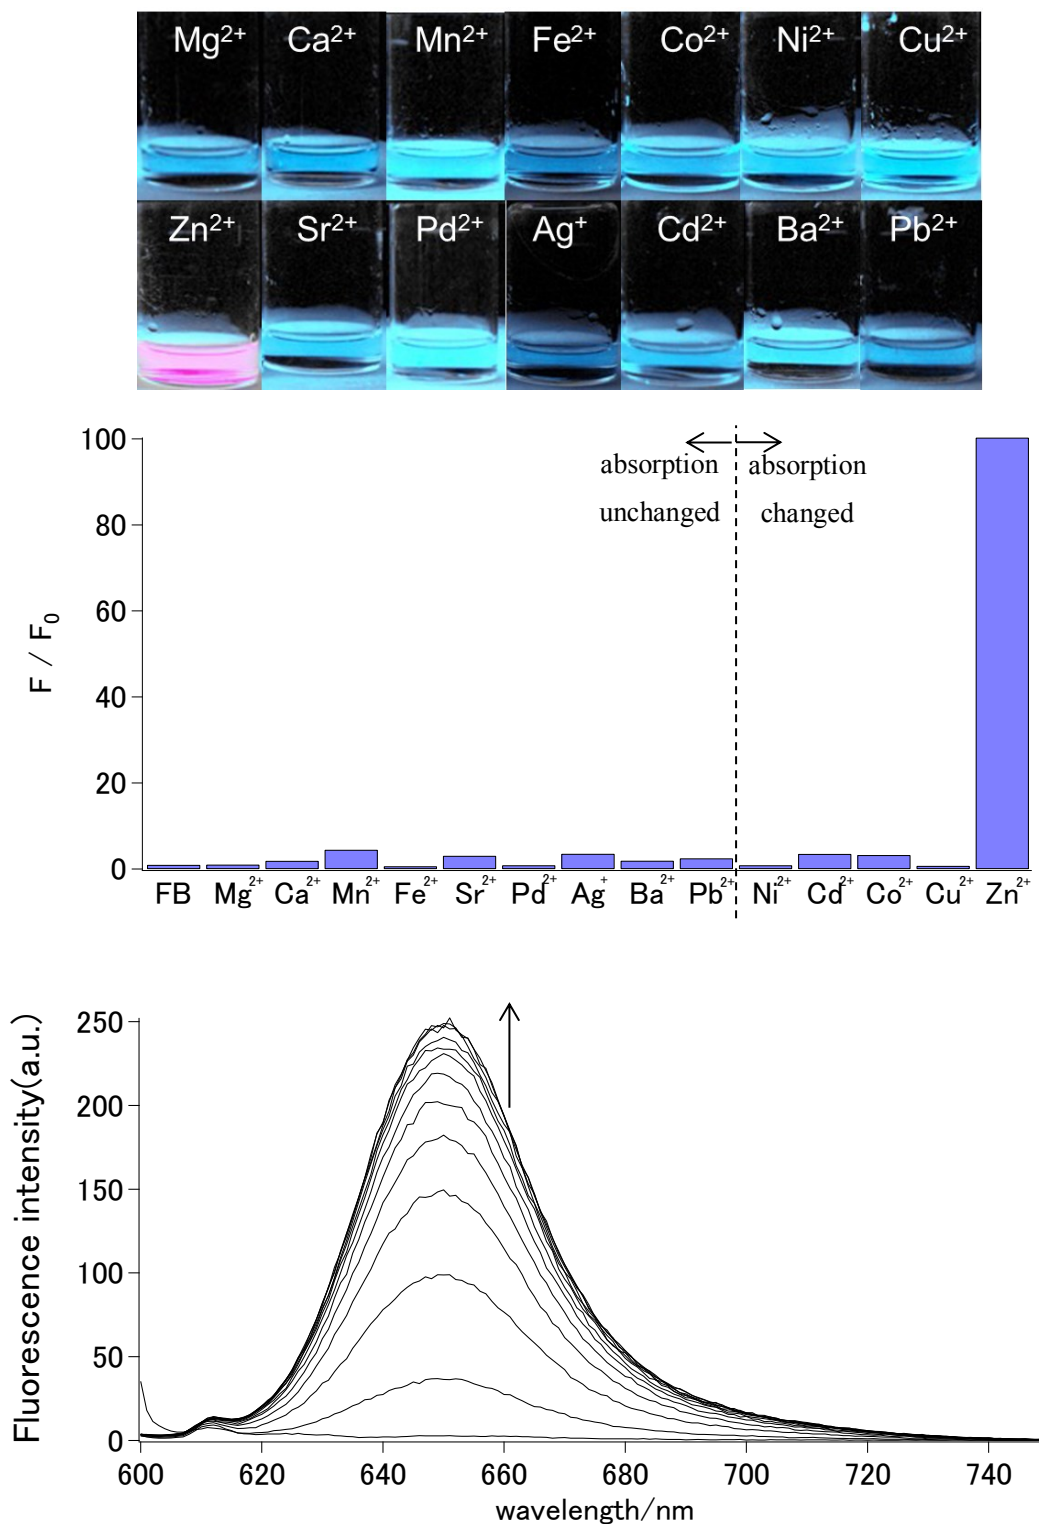 Mg²⁺ Ca²⁺ Mn²⁺ Fe²⁺ Co²⁺ Ni²⁺ Cu²⁺
Zn²⁺ Sr²⁺ Pd²⁺ Ag⁺ Cd²⁺ Ba²⁺ Pb²⁺
100
80
60
40
20
0
F / F₀
absorption absorption
unchanged changed
FB Mg²⁺ Ca²⁺ Mn²⁺ Fe²⁺ Sr²⁺ Pd²⁺ Ag⁺ Ba²⁺ Pb²⁺ Ni²⁺ Cd²⁺ Co²⁺ Cu²⁺ Zn²⁺
250
200
150
100
50
0
Fluorescence intensity(a.u.)
600 620 640 660 680 700 720 740
wavelength/nm